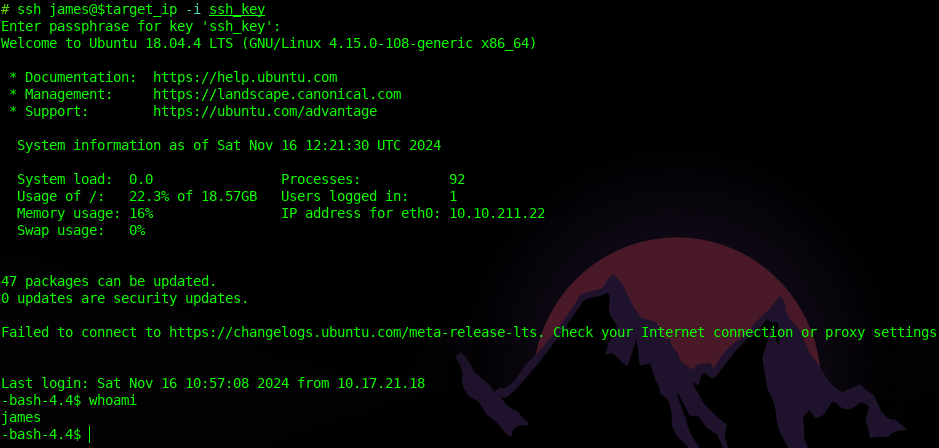 # ssh james@$target_ip -i ssh_key
Enter passphrase for key 'ssh_key':
Welcome to Ubuntu 18.04.4 LTS (GNU/Linux 4.15.0-108-generic x86_64)
 * Documentation:  https://help.ubuntu.com
 * Management:     https://landscape.canonical.com
 * Support:        https://ubuntu.com/advantage
  System information as of Sat Nov 16 12:21:30 UTC 2024
  System load:  0.0                Processes:           92
  Usage of /:   22.3% of 18.57GB   Users logged in:     1
  Memory usage: 16%                IP address for eth0: 10.10.211.22
  Swap usage:   0%
47 packages can be updated.
0 updates are security updates.
Failed to connect to https://changelogs.ubuntu.com/meta-release-lts. Check your Internet connection or proxy settings
Last login: Sat Nov 16 10:57:08 2024 from 10.17.21.18
-bash-4.4$ whoami
james
-bash-4.4$